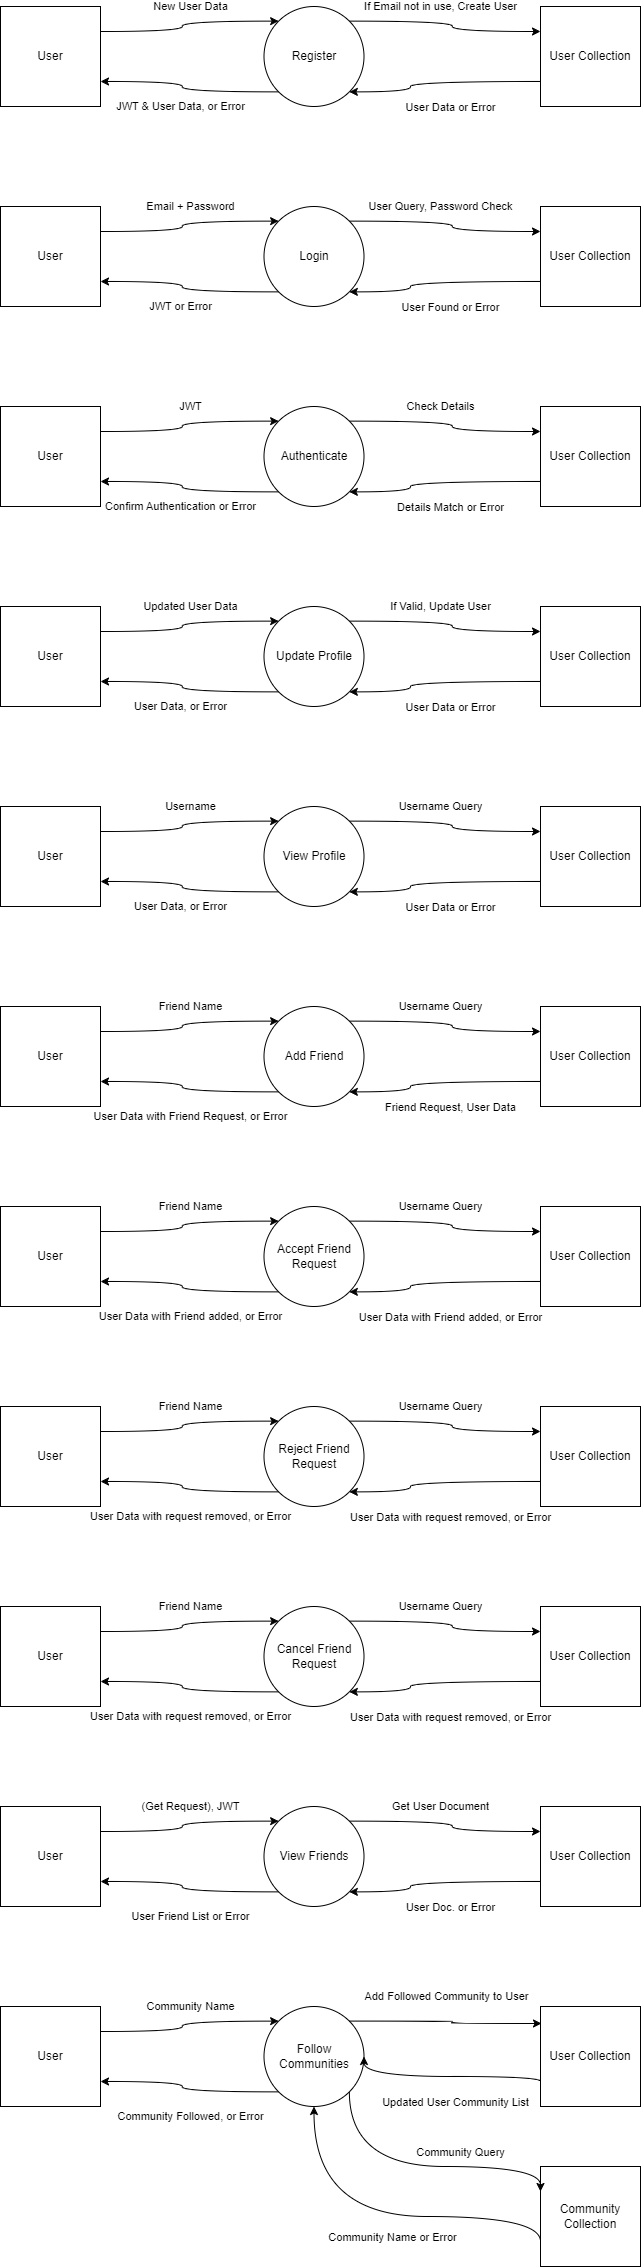 New User Data
If Email not in use, Create User
User
Register
User Collection
JWT & User Data, or Error
User Data or Error
Email + Password
User Query, Password Check
User
Login
User Collection
JWT or Error
User Found or Error
JWT
Check Details
User
Authenticate
User Collection
Confirm Authentication or Error
Details Match or Error
Updated User Data
If Valid, Update User
User
Update Profile
User Collection
User Data, or Error
User Data or Error
Username
Username Query
User
View Profile
User Collection
User Data, or Error
User Data or Error
Friend Name
Username Query
User
Add Friend
User Collection
User Data with Friend Request, or Error
Friend Request, User Data
Friend Name
Username Query
User
Accept Friend
Request
User Collection
User Data with Friend added, or Error
User Data with Friend added, or Error
Friend Name
Username Query
User
Reject Friend
Request
User Collection
User Data with request removed, or Error
User Data with request removed, or Error
Friend Name
Username Query
User
Cancel Friend
Request
User Collection
User Data with request removed, or Error
User Data with request removed, or Error
(Get Request), JWT
Get User Document
User
View Friends
User Collection
User Friend List or Error
User Doc. or Error
Community Name
Add Followed Community to User
User
Follow
Communities
User Collection
Community Followed, or Error
Updated User Community List
Community Query
Community
Collection
Community Name or Error